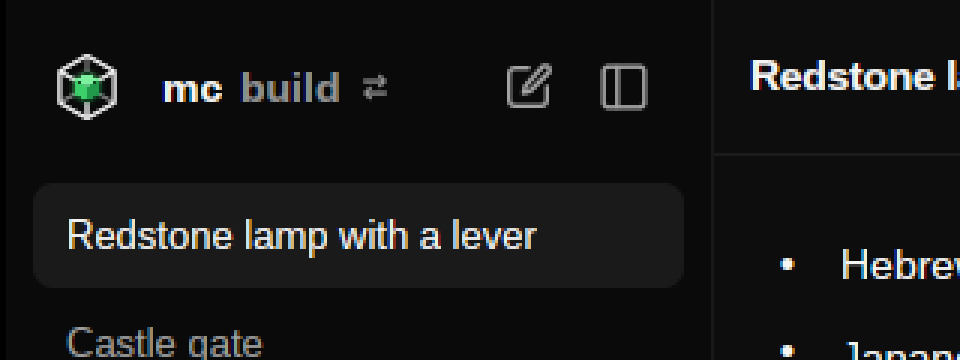 mc build
Redstone lamp with a lever
Castle gate
Redstone
Hebrew